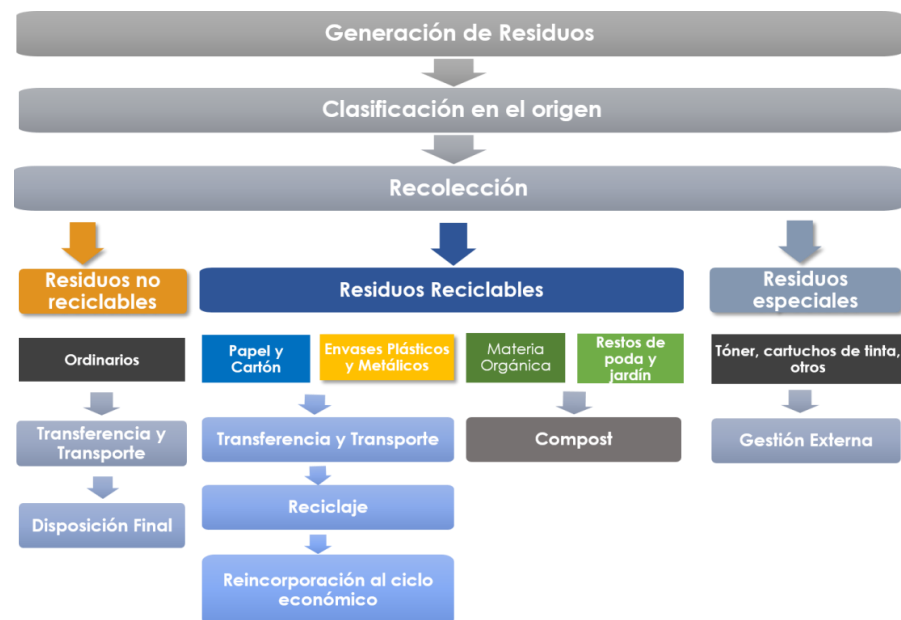 Generación de Residuos
Clasificación en el origen
Recolección
Residuos no
reciclables
Residuos Reciclables
Residuos
especiales
Ordinarios
Papel y
Cartón
Envases Plásticos
y Metálicos
Materia
Orgánica
Restos de
poda y
jardín
Tóner, cartuchos de tinta,
otros
Transferencia y
Transporte
Transferencia y Transporte
Compost
Gestión Externa
Disposición Final
Reciclaje
Reincorporación al ciclo
económico